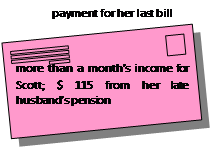 payment for her last bill
more than a month's income for
Scott; $ 115 from her late
husband's pension